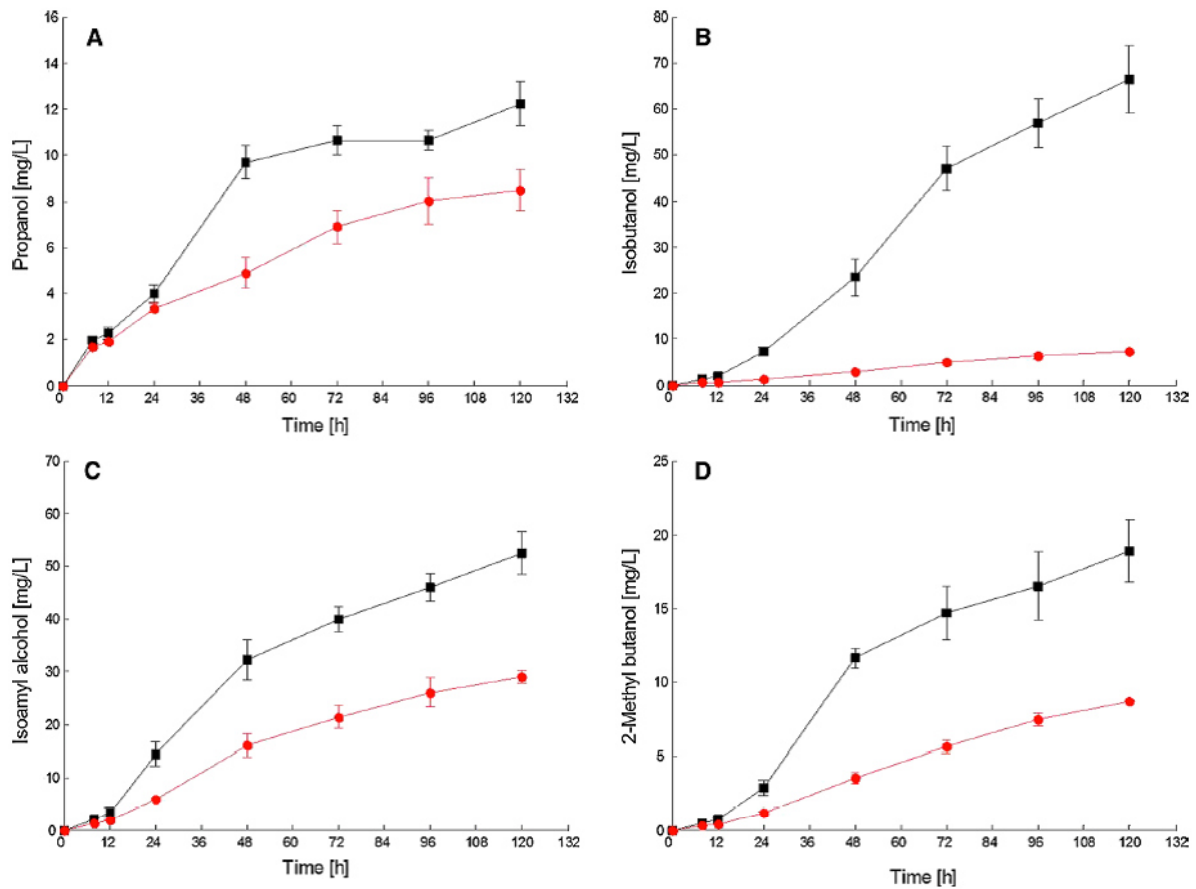 A
Propanol [mg/L]
16
14
12
10
8
6
4
2
0
0 12 24 36 48 60 72 84 96 108 120 132
Time [h]
B
Isobutanol [mg/L]
80
70
60
50
40
30
20
10
0
0 12 24 36 48 60 72 84 96 108 120 132
Time [h]
C
Isoamyl alcohol [mg/L]
70
60
50
40
30
20
10
0
0 12 24 36 48 60 72 84 96 108 120 132
Time [h]
D
2-Methyl butanol [mg/L]
25
20
15
10
5
0
0 12 24 36 48 60 72 84 96 108 120 132
Time [h]